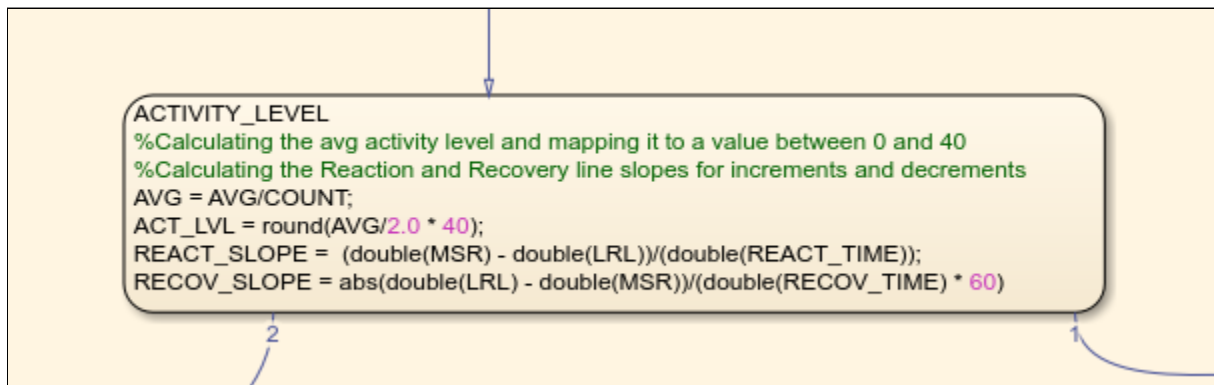 ACTIVITY_LEVEL
%Calculating the avg activity level and mapping it to a value between 0 and 40
%Calculating the Reaction and Recovery line slopes for increments and decrements
AVG = AVG/COUNT;
ACT_LVL = round(AVG/2.0 * 40);
REACT_SLOPE =  (double(MSR) - double(LRL))/(double(REACT_TIME));
RECOV_SLOPE = abs(double(LRL) - double(MSR))/(double(RECOV_TIME) * 60)
2 1